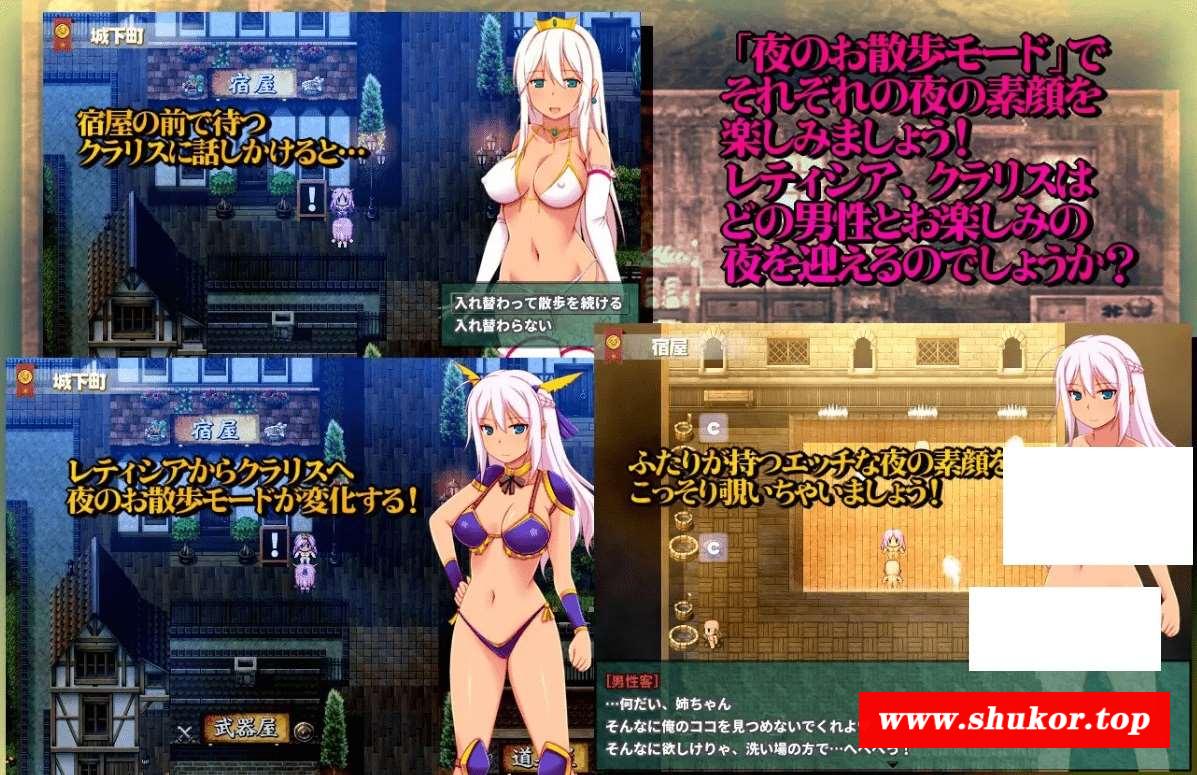 城下町
宿屋
宿屋の前で待つ
クラリスに話しかけると…
!
入れ替わって散歩を続ける
入れ替わらない
「夜のお散歩モード」で
それぞれの夜の素顔を
楽しみましょう!
レティシア、クラリスは
どの男性とお楽しみの
夜を迎えるのでしょうか?
城下町
宿屋
レティシアからクラリスへ
夜のお散歩モードが変化する!
!
武器屋
道
宿屋
C
ふたりが持つエッチな夜の素顔を
こっそり覗いちゃいましょう!
C
[男性客]
…何だい、姉ちゃん
そんなに俺のココを見つめないでくれよ
そんなに欲しけりゃ、洗い場の方で…へへへっ!
www.shukor.top